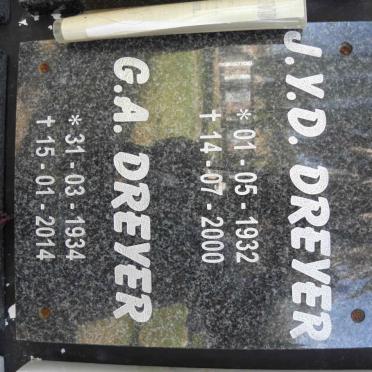 J.Y.D. DREYER
* 01 - 05 - 1932
† 14 - 07 - 2000
G.A. DREYER
* 31 - 03 - 1934
† 15 - 01 - 2014